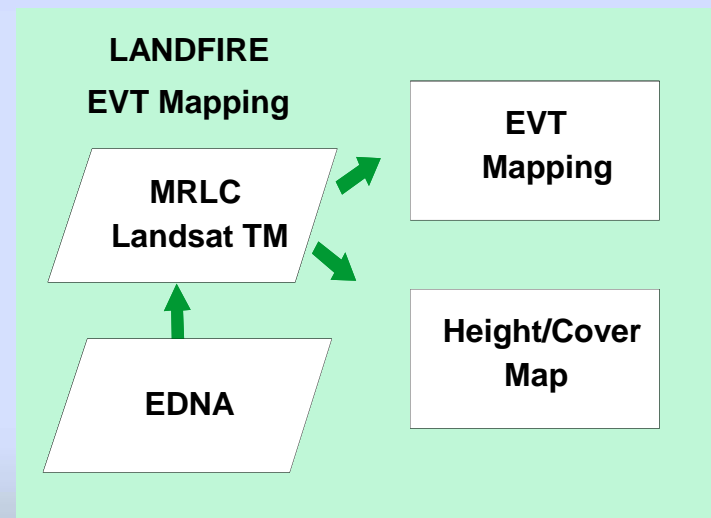 LANDFIRE
EVT Mapping
MRLC
Landsat TM
EDNA
EVT
Mapping
Height/Cover
Map